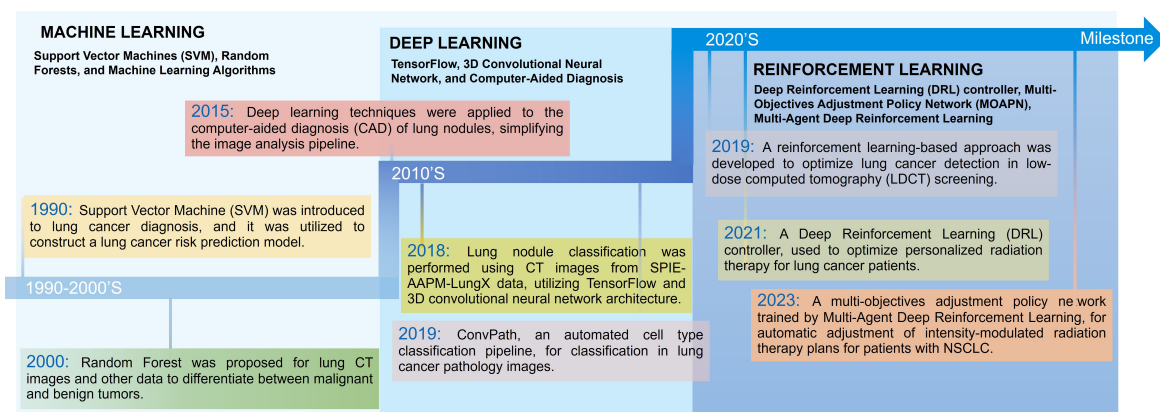 MACHINE LEARNING
Support Vector Machines (SVM), Random
Forests, and Machine Learning Algorithms
1990: Support Vector Machine (SVM) was introduced
to lung cancer diagnosis, and it was utilized to
construct a lung cancer risk prediction model.
1990-2000'S
2000: Random Forest was proposed for lung CT
images and other data to differentiate between malignant
and benign tumors.
DEEP LEARNING
TensorFlow, 3D Convolutional Neural
Network, and Computer-Aided Diagnosis
2015: Deep learning techniques were applied to the
computer-aided diagnosis (CAD) of lung nodules, simplifying
the image analysis pipeline.
2010'S
2018: Lung nodule classification was
performed using CT images from SPIE-
AAPM-LungX data, utilizing TensorFlow and
3D convolutional neural network architecture.
2019: ConvPath, an automated cell type
classification pipeline, for classification in lung
cancer pathology images.
2020'S
Milestone
REINFORCEMENT LEARNING
Deep Reinforcement Learning (DRL) controller, Multi-
Objectives Adjustment Policy Network (MOAPN),
Multi-Agent Deep Reinforcement Learning
2019: A reinforcement learning-based approach was
developed to optimize lung cancer detection in low-
dose computed tomography (LDCT) screening.
2021: A Deep Reinforcement Learning (DRL)
controller, used to optimize personalized radiation
therapy for lung cancer patients.
2023: A multi-objectives adjustment policy ne work
trained by Multi-Agent Deep Reinforcement Learning, for
automatic adjustment of intensity-modulated radiation
therapy plans for patients with NSCLC.